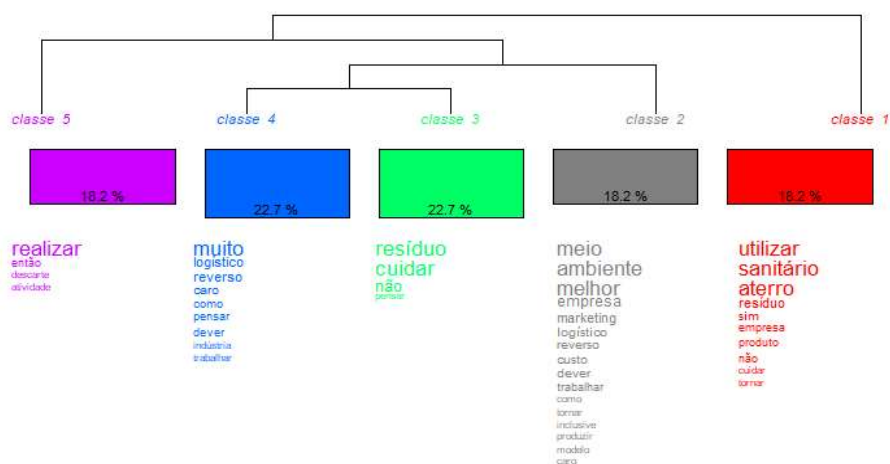 classe 5
classe 4
classe 3
classe 2
classe 1
18.2 %
22.7 %
22.7 %
18.2 %
18.2 %
realizar
então
descarte
atividade
muito
logístico
reverso
caro
como
pensar
dever
indústria
trabalhar
resíduo
cuidar
não
pensar
meio
ambiente
melhor
empresa
marketing
logístico
reverso
custo
dever
trabalhar
como
tornar
inclusive
produzir
modelo
caro
utilizar
sanitário
aterro
resíduo
sim
empresa
produto
não
cuidar
tornar